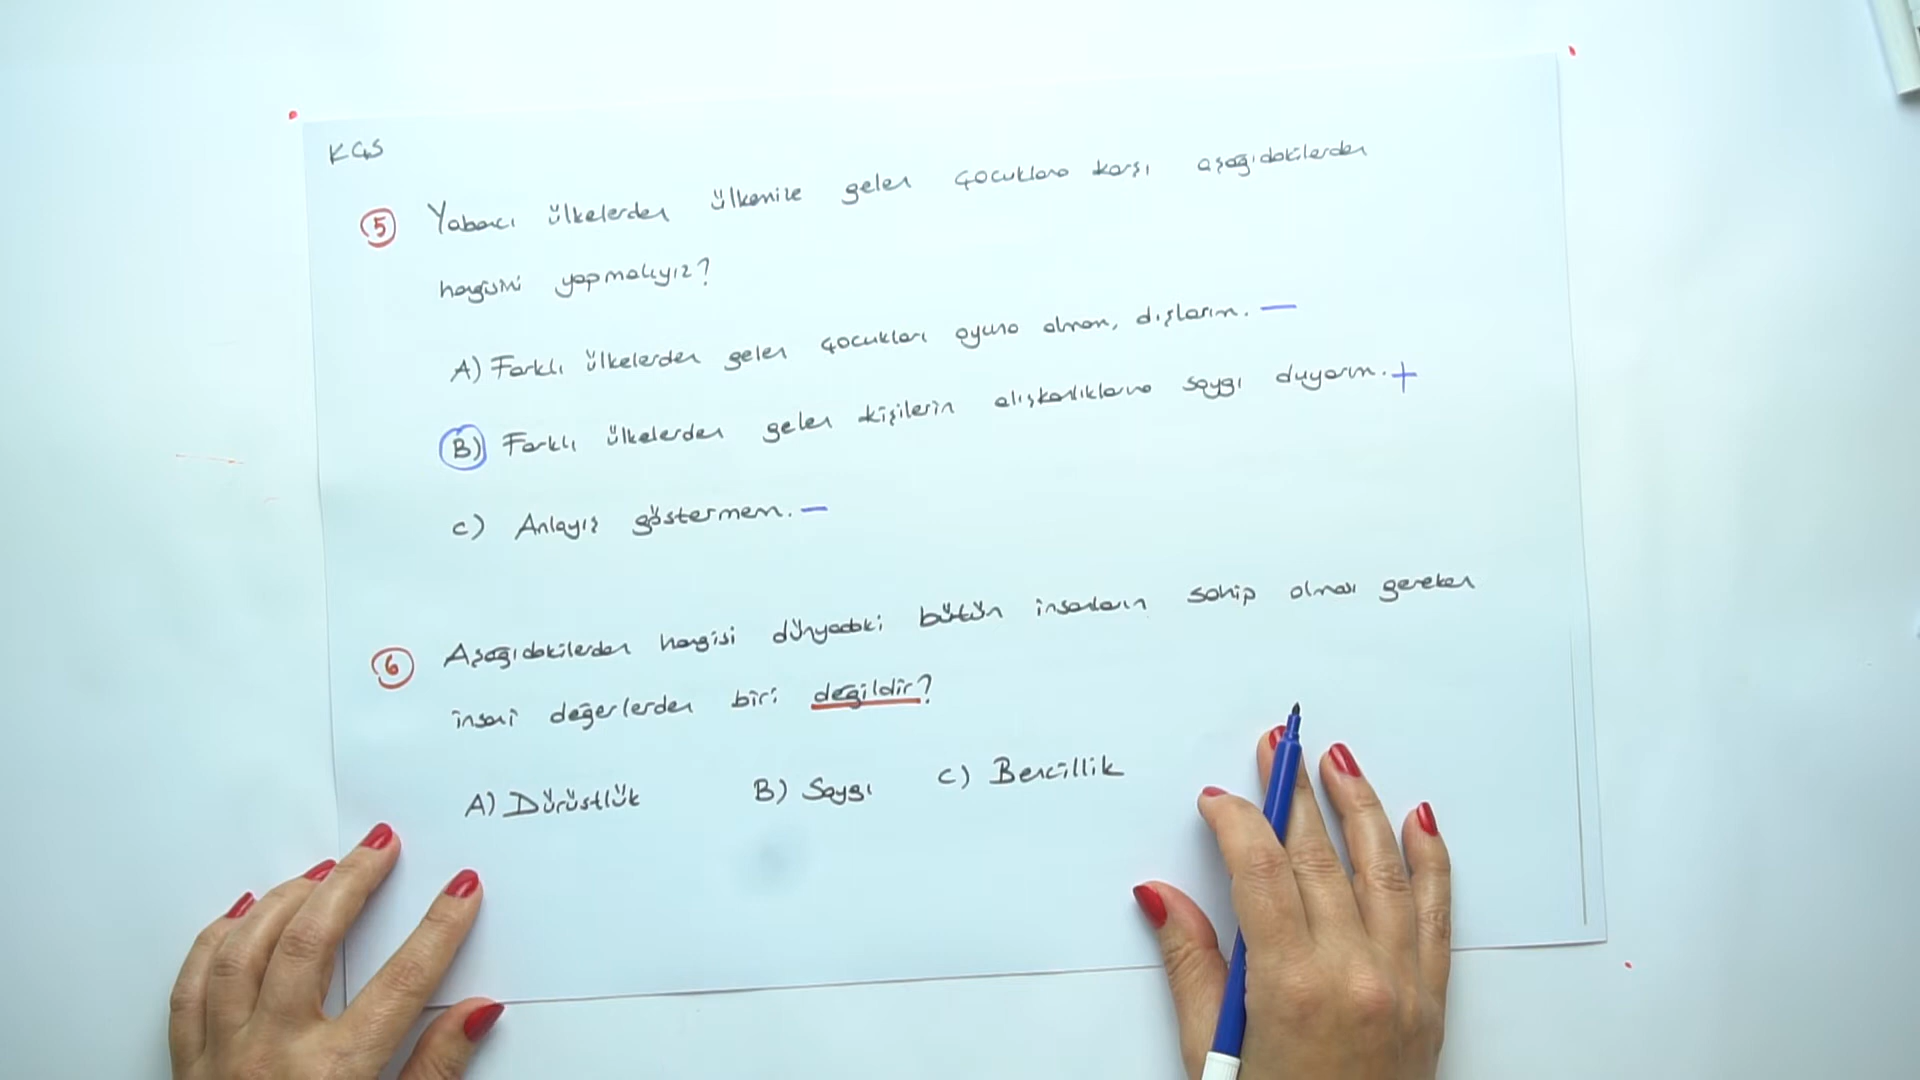 KGS
5 Yabancı ülkelerden ülkemize gelen çocuklara karşı aşağıdakilerden
hangisini yapmalıyız?
A) Farklı ülkelerden gelen çocukları oyuna almam, dışlarım. −
B) Farklı ülkelerden gelen kişilerin alışkanlıklarına saygı duyarım. +
C) Anlayış göstermem. −
6 Aşağıdakilerden hangisi dünyadaki bütün insanların sahip olması gereken
insani değerlerden biri değildir?
A) Dürüstlük B) Saygı C) Bencillik